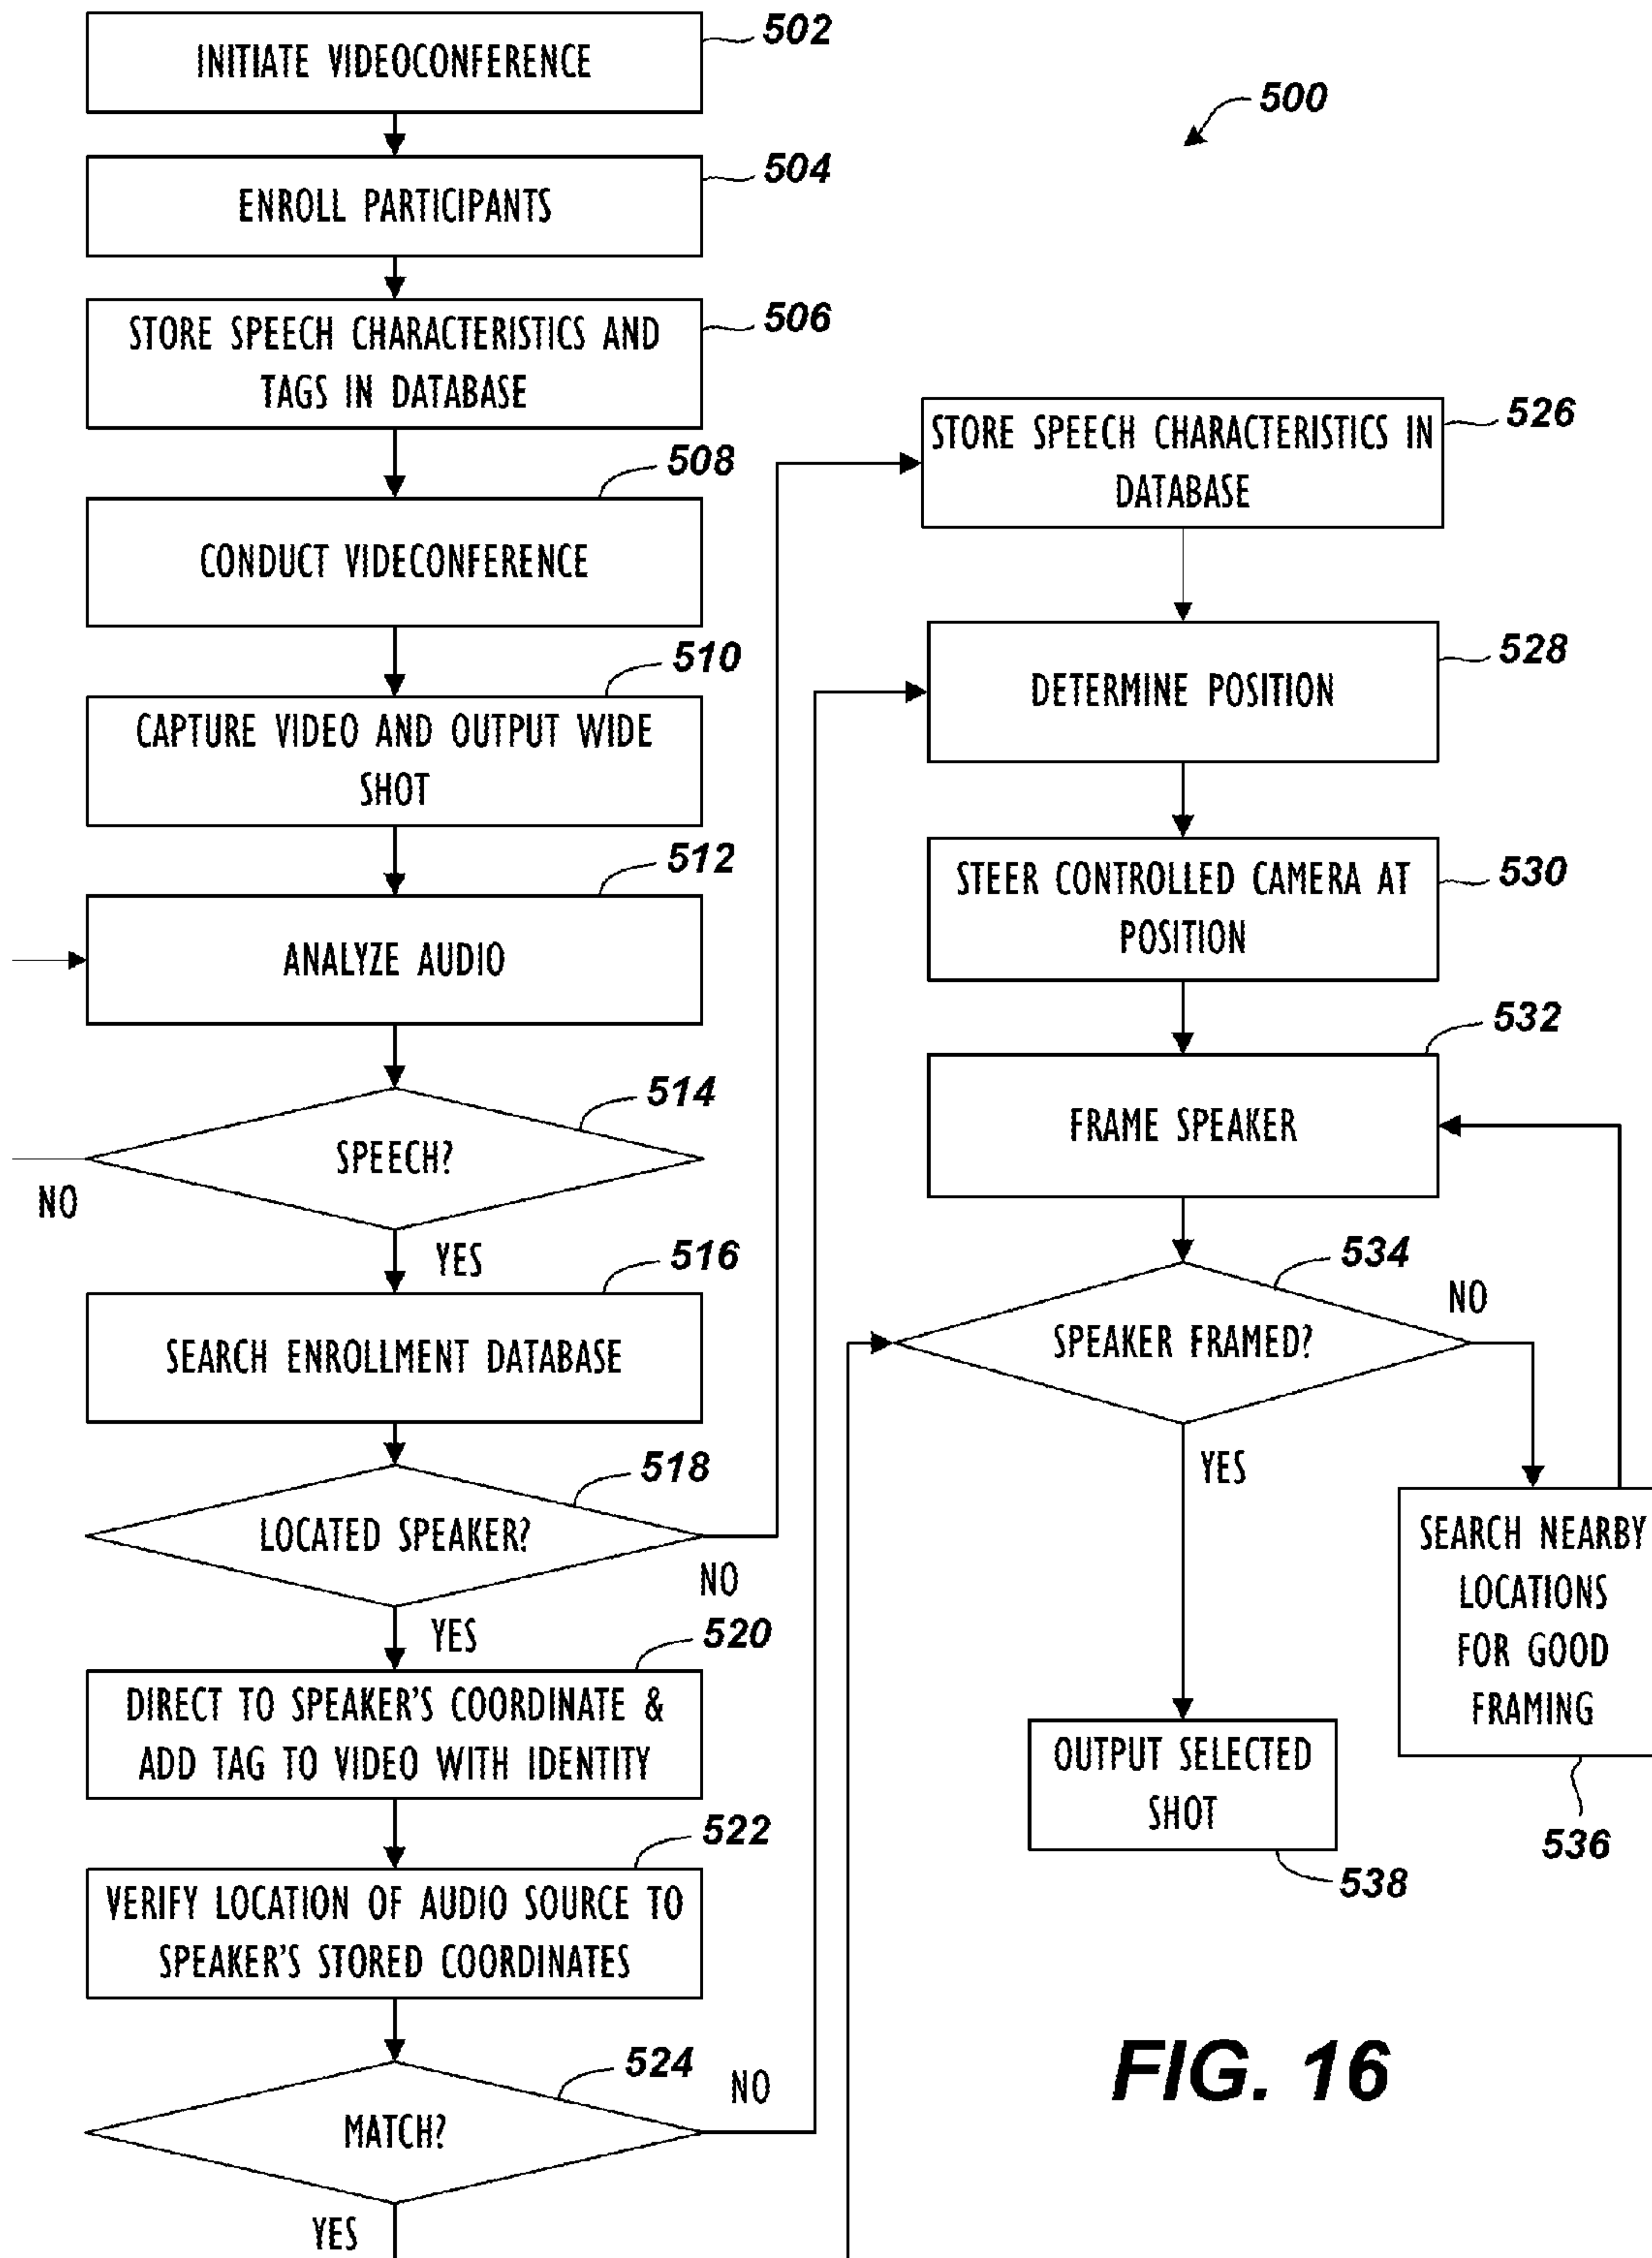 INITIATE VIDEOCONFERENCE
502
500
ENROLL PARTICIPANTS
504
STORE SPEECH CHARACTERISTICS AND
TAGS IN DATABASE
506
CONDUCT VIDECONFERENCE
508
CAPTURE VIDEO AND OUTPUT WIDE
SHOT
510
ANALYZE AUDIO
512
SPEECH?
514
NO
YES
SEARCH ENROLLMENT DATABASE
516
LOCATED SPEAKER?
518
NO
YES
DIRECT TO SPEAKER'S COORDINATE &
ADD TAG TO VIDEO WITH IDENTITY
520
VERIFY LOCATION OF AUDIO SOURCE TO
SPEAKER'S STORED COORDINATES
522
MATCH?
524
NO
YES
STORE SPEECH CHARACTERISTICS IN
DATABASE
526
DETERMINE POSITION
528
STEER CONTROLLED CAMERA AT
POSITION
530
FRAME SPEAKER
532
SPEAKER FRAMED?
534
NO
YES
SEARCH NEARBY
LOCATIONS
FOR GOOD
FRAMING
536
OUTPUT SELECTED
SHOT
538
FIG. 16